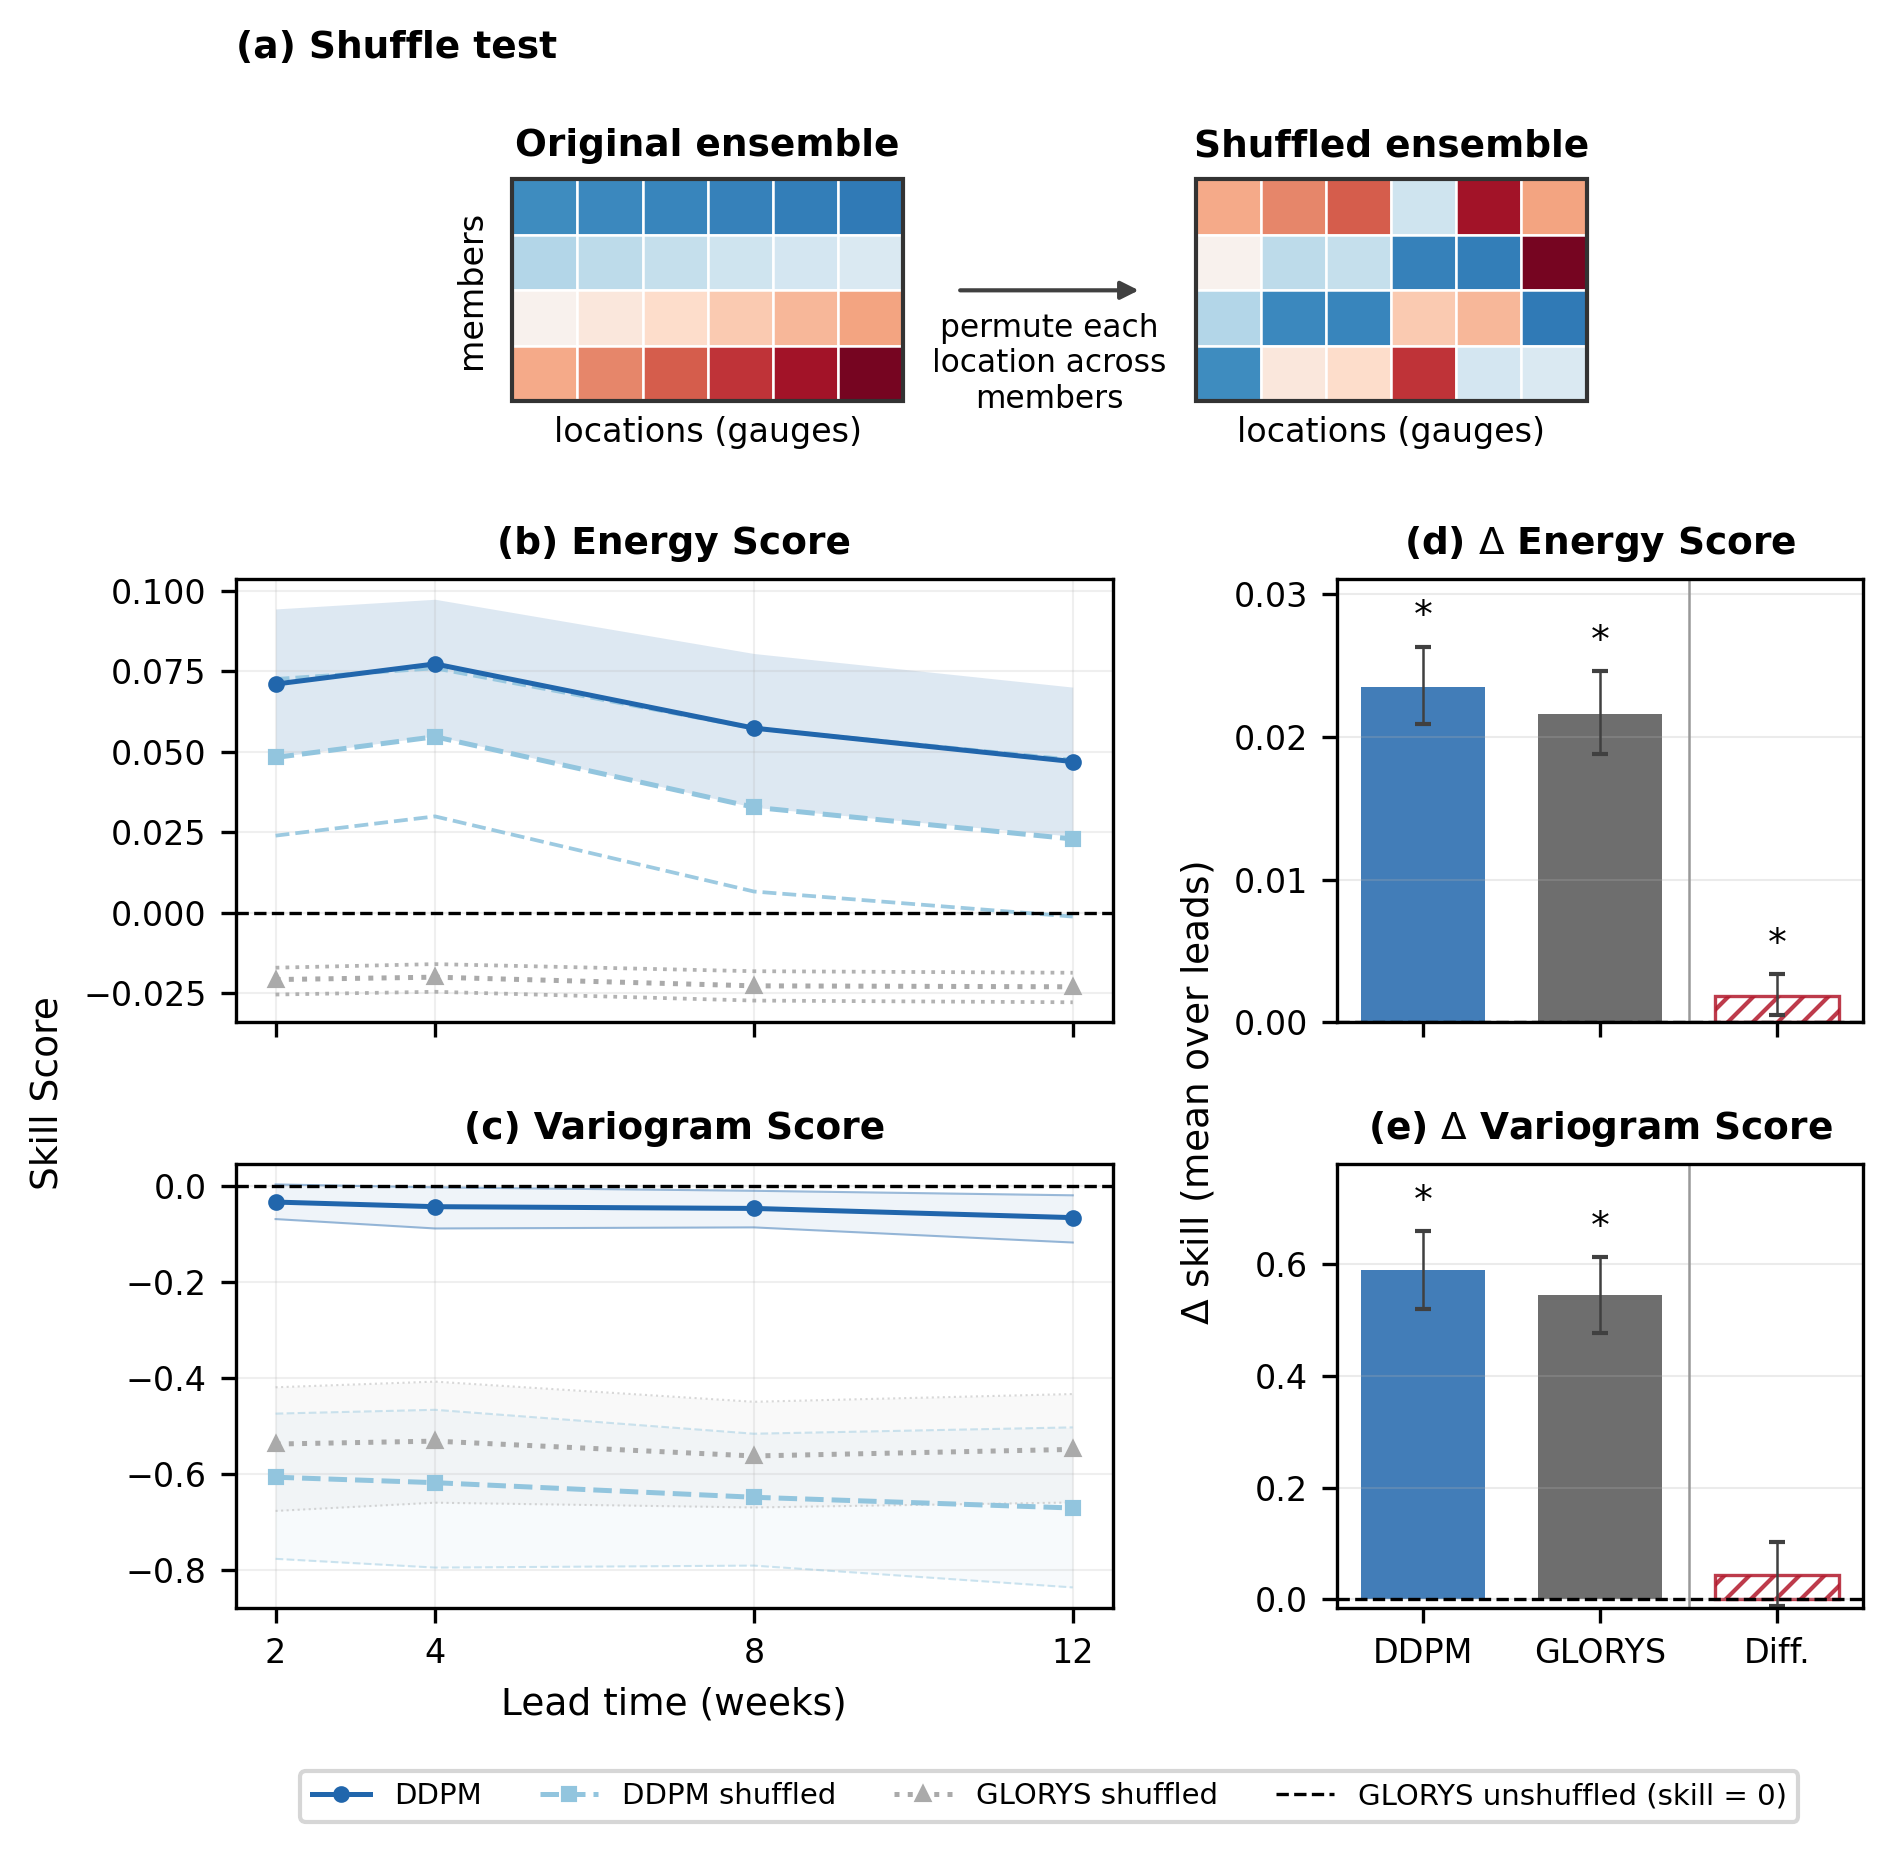 (a) Shuffle test
Original ensemble
Shuffled ensemble
members
permute each
location across
members
locations (gauges)
locations (gauges)
(b) Energy Score
(d) Δ Energy Score
Skill Score
0.100
0.075
0.050
0.025
0.000
−0.025
Δ skill (mean over leads)
0.03
0.02
0.01
0.00
*
*
*
(c) Variogram Score
(e) Δ Variogram Score
0.0
−0.2
−0.4
−0.6
−0.8
2 4 8 12
Lead time (weeks)
0.6
0.4
0.2
0.0
*
*
DDPM GLORYS Diff.
DDPM DDPM shuffled GLORYS shuffled GLORYS unshuffled (skill = 0)